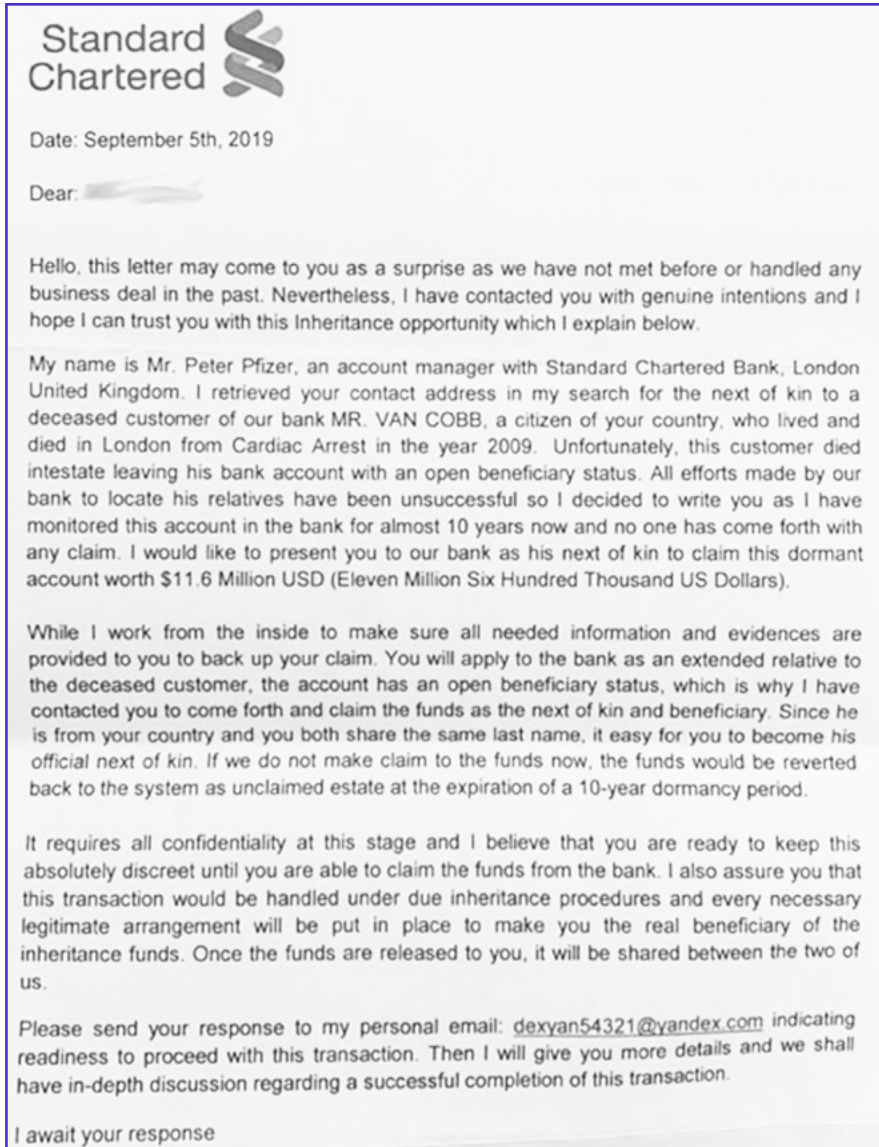 Standard
Chartered
Date: September 5th, 2019
Dear:
Hello, this letter may come to you as a surprise as we have not met before or handled any
business deal in the past. Nevertheless, I have contacted you with genuine intentions and I
hope I can trust you with this Inheritance opportunity which I explain below.
My name is Mr. Peter Pfizer, an account manager with Standard Chartered Bank, London
United Kingdom. I retrieved your contact address in my search for the next of kin to a
deceased customer of our bank MR. VAN COBB, a citizen of your country, who lived and
died in London from Cardiac Arrest in the year 2009. Unfortunately, this customer died
intestate leaving his bank account with an open beneficiary status. All efforts made by our
bank to locate his relatives have been unsuccessful so I decided to write you as I have
monitored this account in the bank for almost 10 years now and no one has come forth with
any claim. I would like to present you to our bank as his next of kin to claim this dormant
account worth $11.6 Million USD (Eleven Million Six Hundred Thousand US Dollars).
While I work from the inside to make sure all needed information and evidences are
provided to you to back up your claim. You will apply to the bank as an extended relative to
the deceased customer, the account has an open beneficiary status, which is why I have
contacted you to come forth and claim the funds as the next of kin and beneficiary. Since he
is from your country and you both share the same last name, it easy for you to become his
official next of kin. If we do not make claim to the funds now, the funds would be reverted
back to the system as unclaimed estate at the expiration of a 10-year dormancy period.
It requires all confidentiality at this stage and I believe that you are ready to keep this
absolutely discreet until you are able to claim the funds from the bank. I also assure you that
this transaction would be handled under due inheritance procedures and every necessary
legitimate arrangement will be put in place to make you the real beneficiary of the
inheritance funds. Once the funds are released to you, it will be shared between the two of
us.
Please send your response to my personal email: dexyan54321@yandex.com indicating
readiness to proceed with this transaction. Then I will give you more details and we shall
have in-depth discussion regarding a successful completion of this transaction.
I await your response